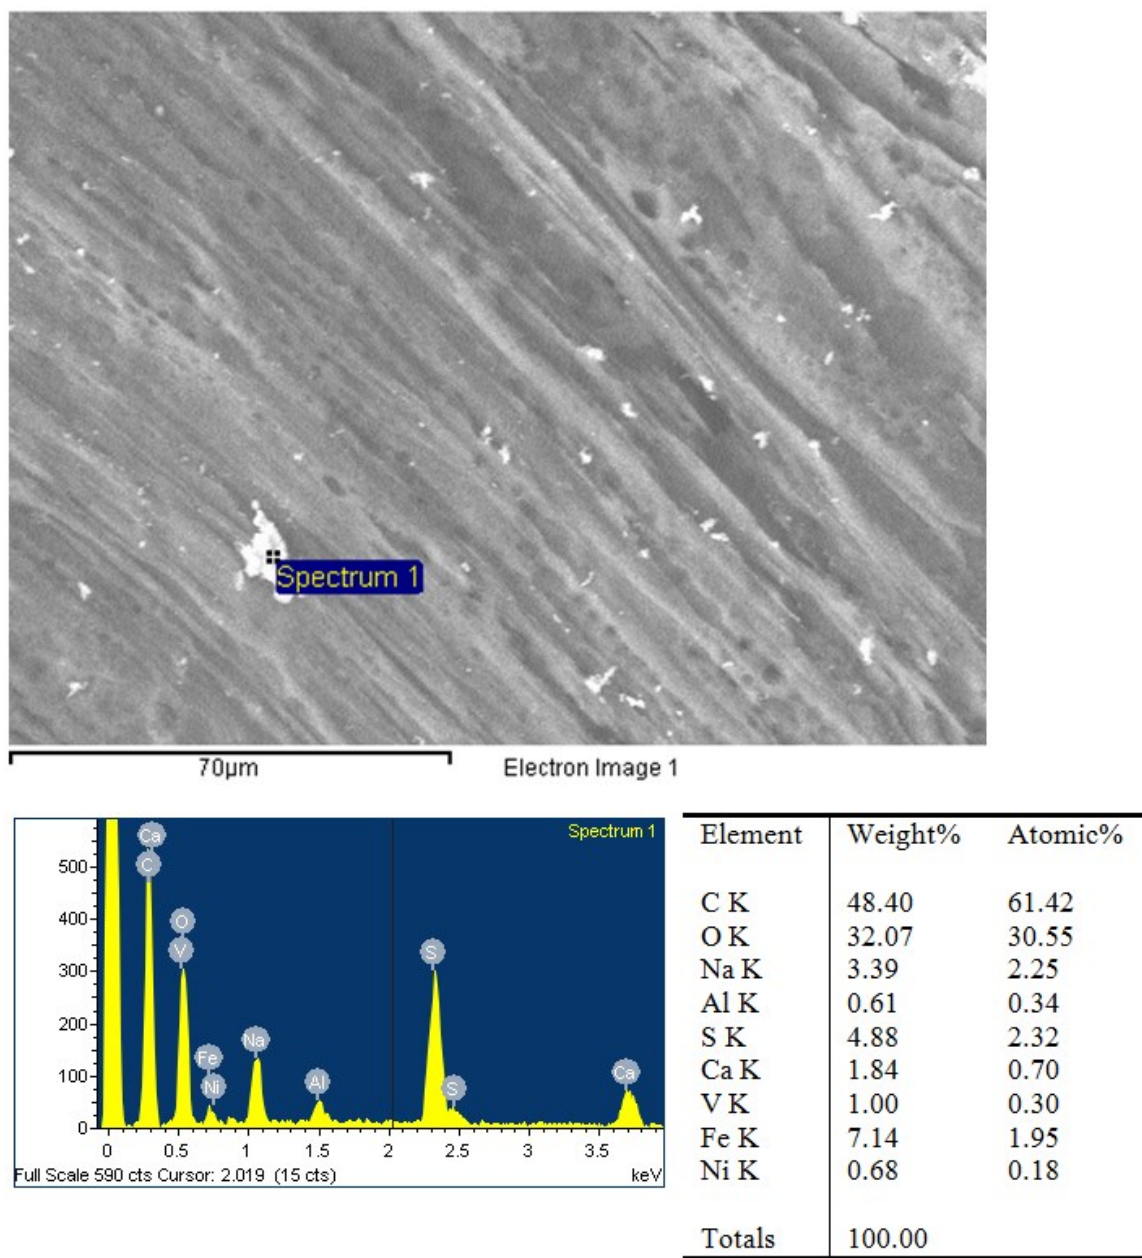 Spectrum 1
70µm
Electron Image 1
Spectrum 1
500
400
300
200
100
0
Ca
C
O
V
Fe
Ni
Na
Al
S
S
Ca
0 0.5 1 1.5 2 2.5 3 3.5
Full Scale 590 cts Cursor: 2.019 (15 cts) keV
Element Weight% Atomic%
C K 48.40 61.42
O K 32.07 30.55
Na K 3.39 2.25
Al K 0.61 0.34
S K 4.88 2.32
Ca K 1.84 0.70
V K 1.00 0.30
Fe K 7.14 1.95
Ni K 0.68 0.18
Totals 100.00